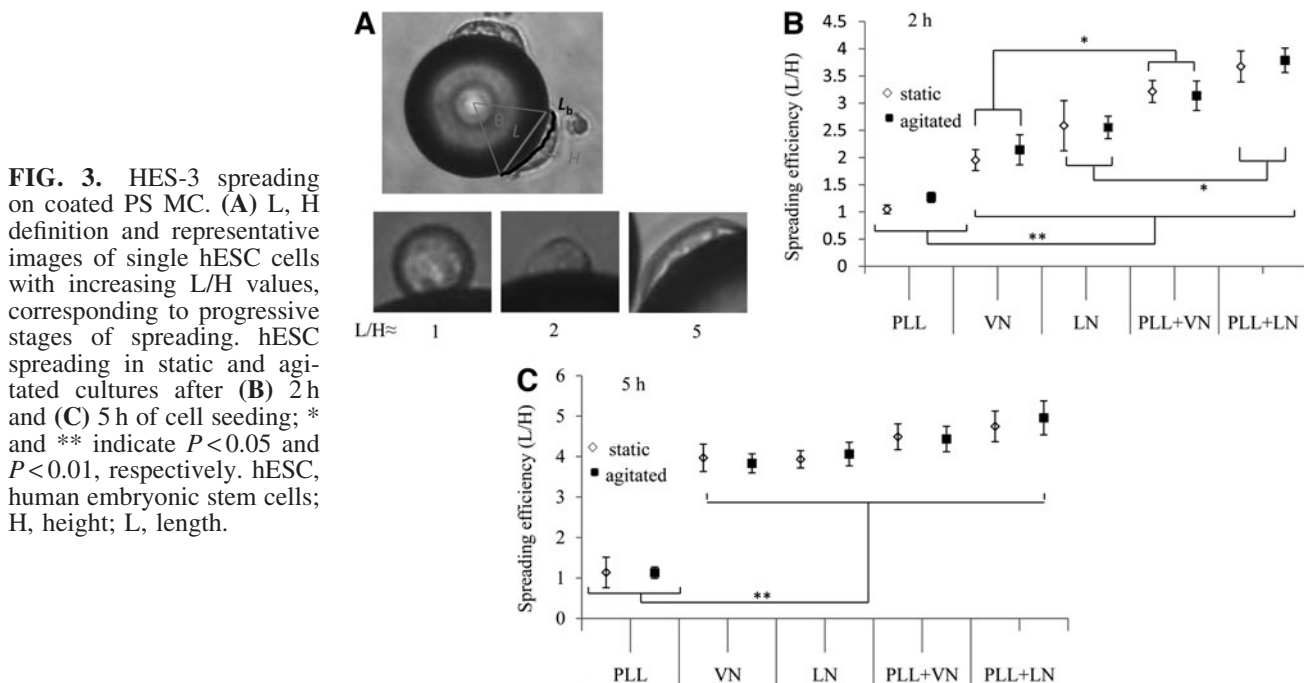 FIG. 3. HES-3 spreading
on coated PS MC. (A) L, H
definition and representative
images of single hESC cells
with increasing L/H values,
corresponding to progressive
stages of spreading. hESC
spreading in static and agi-
tated cultures after (B) 2 h
and (C) 5 h of cell seeding; *
and ** indicate P < 0.05 and
P < 0.01, respectively. hESC,
human embryonic stem cells;
H, height; L, length.
A
θ
L
Lb
H
L/H≈ 1 2 5
B
2 h
Spreading efficiency (L/H)
4.5
4
3.5
3
2.5
2
1.5
1
0.5
0
static
agitated
*
*
**
PLL VN LN PLL+VN PLL+LN
C
5 h
Spreading efficiency (L/H)
6
5
4
3
2
1
0
static
agitated
**
PLL VN LN PLL+VN PLL+LN